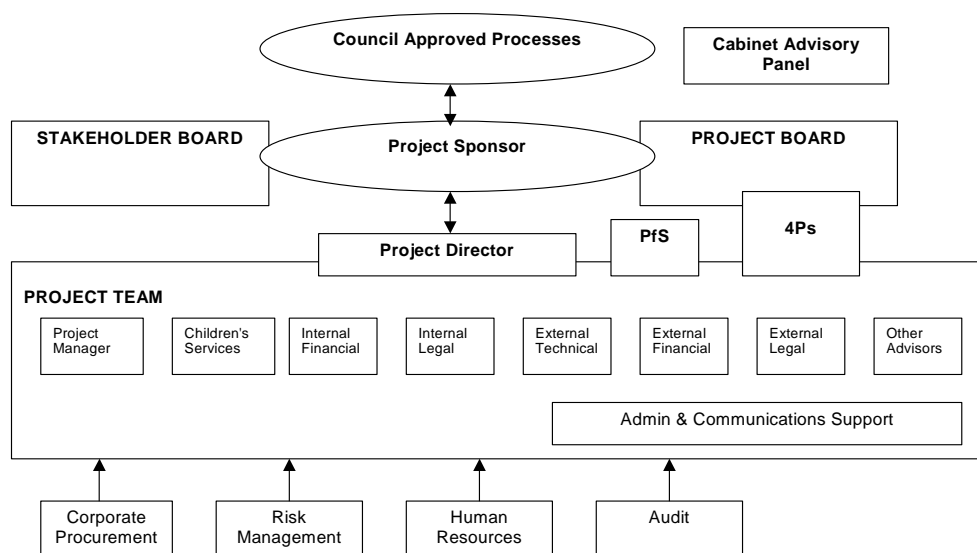 Council Approved Processes
Cabinet Advisory
Panel
STAKEHOLDER BOARD
Project Sponsor
PROJECT BOARD
Project Director
PfS
4Ps
PROJECT TEAM
Project
Manager
Children's
Services
Internal
Financial
Internal
Legal
External
Technical
External
Financial
External
Legal
Other
Advisors
Admin & Communications Support
Corporate
Procurement
Risk
Management
Human
Resources
Audit